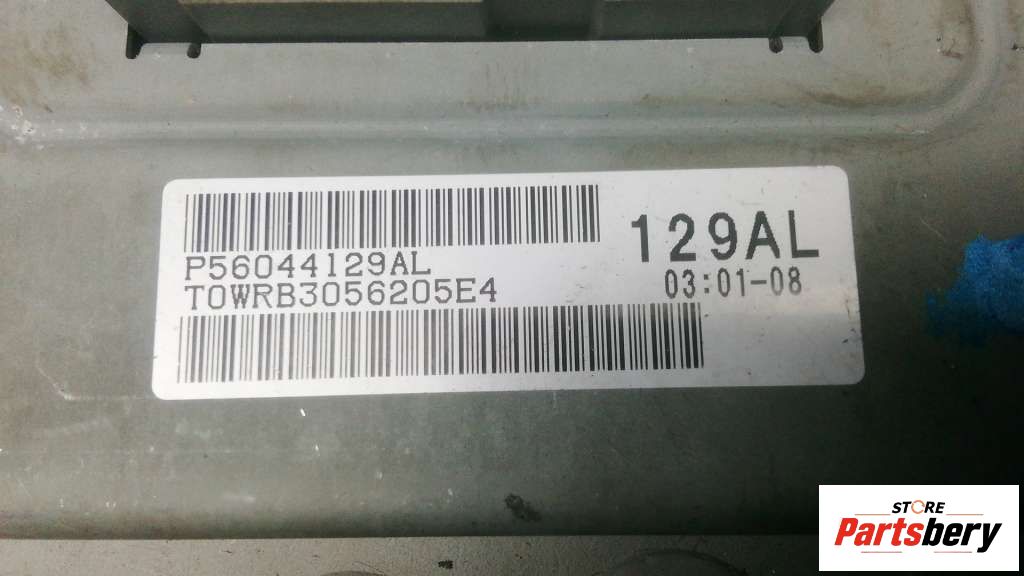 P56044129AL
T0WRB3056205E4
129AL
03:01-08
STORE
Partsbery